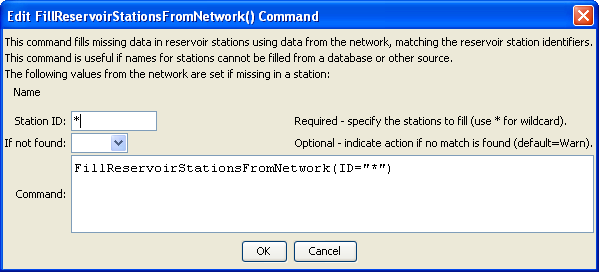 Edit FillReservoirStationsFromNetwork() Command
This command fills missing data in reservoir stations using data from the network, matching the reservoir station identifiers.
This command is useful if names for stations cannot be filled from a database or other source.
The following values from the network are set if missing in a station:
Name
Station ID: * Required - specify the stations to fill (use * for wildcard).
If not found: Optional - indicate action if no match is found (default=Warn).
FillReservoirStationsFromNetwork(ID="*")
Command:
OK Cancel